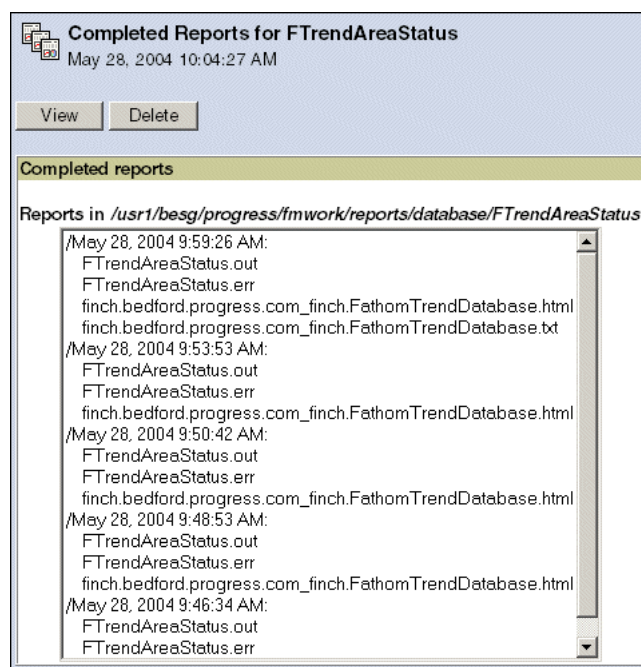 Completed Reports for FTrendAreaStatus
May 28, 2004 10:04:27 AM
View Delete
Completed reports
Reports in /usr1/besg/progress/fmwork/reports/database/FTrendAreaStatus
/May 28, 2004 9:59:26 AM:
FTrendAreaStatus.out
FTrendAreaStatus.err
finch.bedford.progress.com_finch.FathomTrendDatabase.html
finch.bedford.progress.com_finch.FathomTrendDatabase.txt
/May 28, 2004 9:53:53 AM:
FTrendAreaStatus.out
FTrendAreaStatus.err
finch.bedford.progress.com_finch.FathomTrendDatabase.html
/May 28, 2004 9:50:42 AM:
FTrendAreaStatus.out
FTrendAreaStatus.err
finch.bedford.progress.com_finch.FathomTrendDatabase.html
/May 28, 2004 9:48:53 AM:
FTrendAreaStatus.out
FTrendAreaStatus.err
finch.bedford.progress.com_finch.FathomTrendDatabase.html
/May 28, 2004 9:46:34 AM:
FTrendAreaStatus.out
FTrendAreaStatus.err